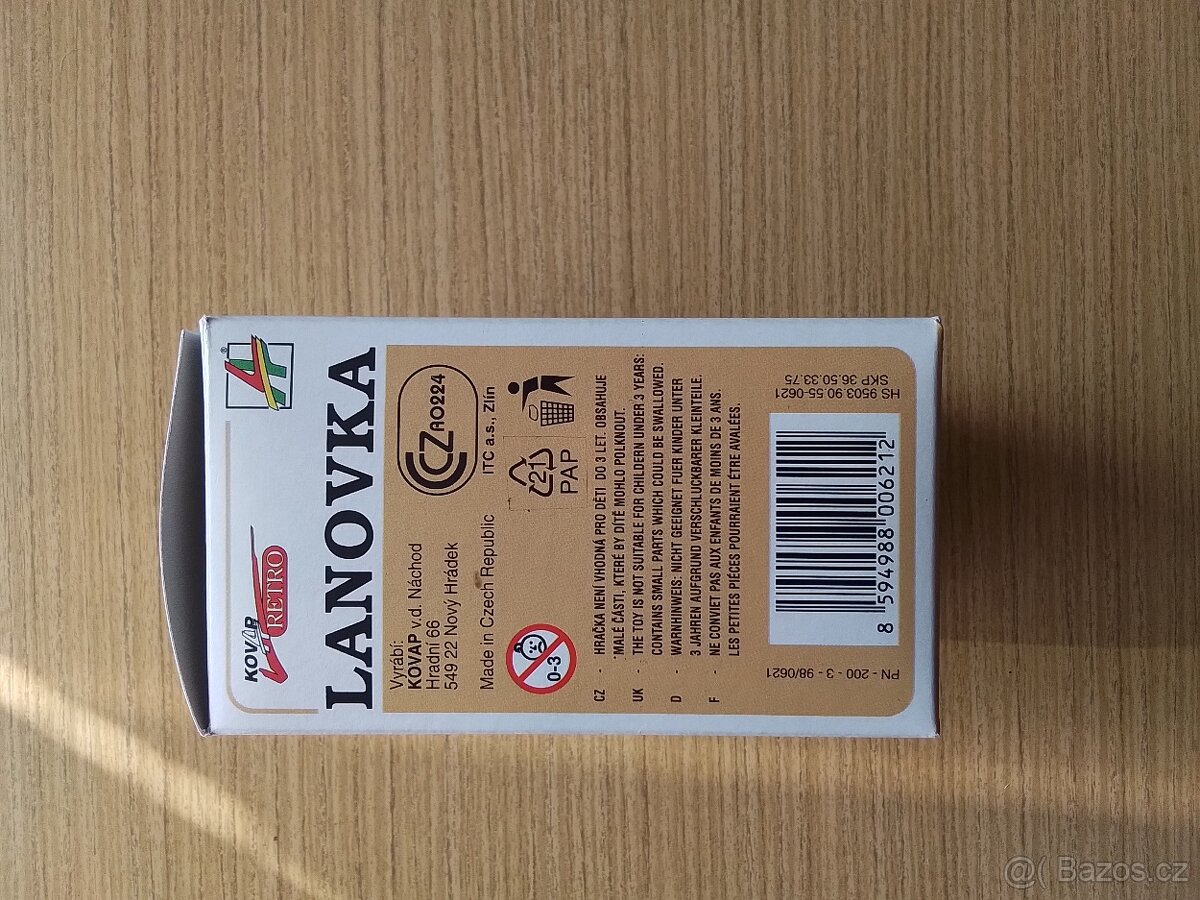 KOVAP
RETRO
®
LANOVKA
Vyrábí:
KOVAP v.d. Náchod
Hradní 66
549 22 Nový Hrádek
Made in Czech Republic
CCZ AO224
ITC a.s., Zlín
21
PAP
0-3
CZ - HRAČKA NENÍ VHODNÁ PRO DĚTI DO 3 LET. OBSAHUJE
MALÉ ČÁSTI, KTERÉ BY DÍTĚ MOHLO POLKNOUT.
UK - THE TOY IS NOT SUITABLE FOR CHILDERN UNDER 3 YEARS:
CONTAINS SMALL PARTS WHICH COULD BE SWALLOWED.
D - WARNHINWEIS: NICHT GEEIGNET FUER KINDER UNTER
3 JAHREN AUFGRUND VERSCHLUCKBARER KLEINTEILE.
F - NE CONVIET PAS AUX ENFANTS DE MOINS DE 3 ANS.
LES PETITES PIÉCES POURRAIENT ÊTRE AVALÉES.
PN - 200 - 3 - 98/0621
8 594988 006212
HS 9503.90.55-0621
SKP 36.50.33.75
@( Bazos.cz